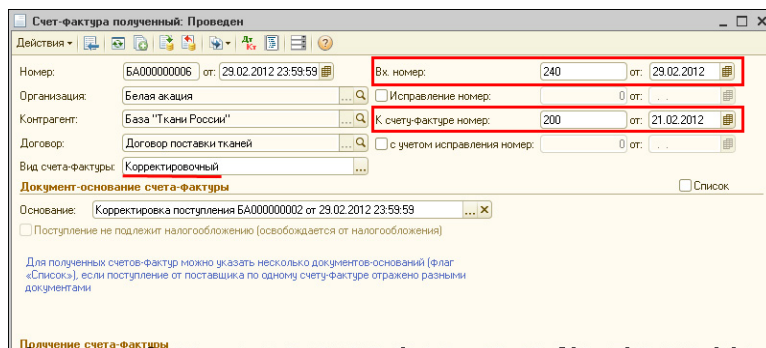 Счет-фактура полученный: Проведен
Действия
Номер: БА000000006 от: 29.02.2012 23:59:59 Вх. номер: 240 от: 29.02.2012
Организация: Белая акация ... Исправление номер: 0 от: . .
Контрагент: База "Ткани России" ... К счету-фактуре номер: 200 от: 21.02.2012
Договор: Договор поставки тканей ... с учетом исправления номер: 0 от: . .
Вид счета-фактуры: Корректировочный ...
Документ-основание счета-фактуры Список
Основание: Корректировка поступления БА000000002 от 29.02.2012 23:59:59 ... ×
Поступление не подлежит налогообложению (освобождается от налогообложения)
Для полученных счетов-фактур можно указать несколько документов-оснований (флаг
«Список»), если поступление от поставщика по одному счету-фактуре отражено разными
документами
Получение счета-фактуры